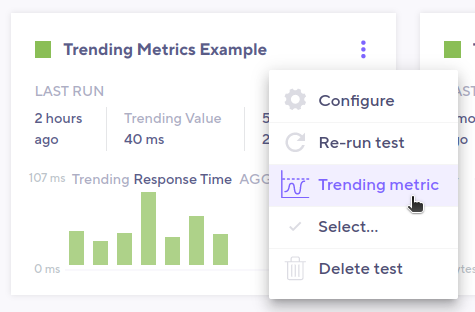 Trending Metrics Example
LAST RUN
2 hours
ago
Trending Value
40 ms
5
2
107 ms
Trending Response Time AGG
0 ms
Configure
Re-run test
Trending metric
Select...
Delete test
AST
mo
o
ytes